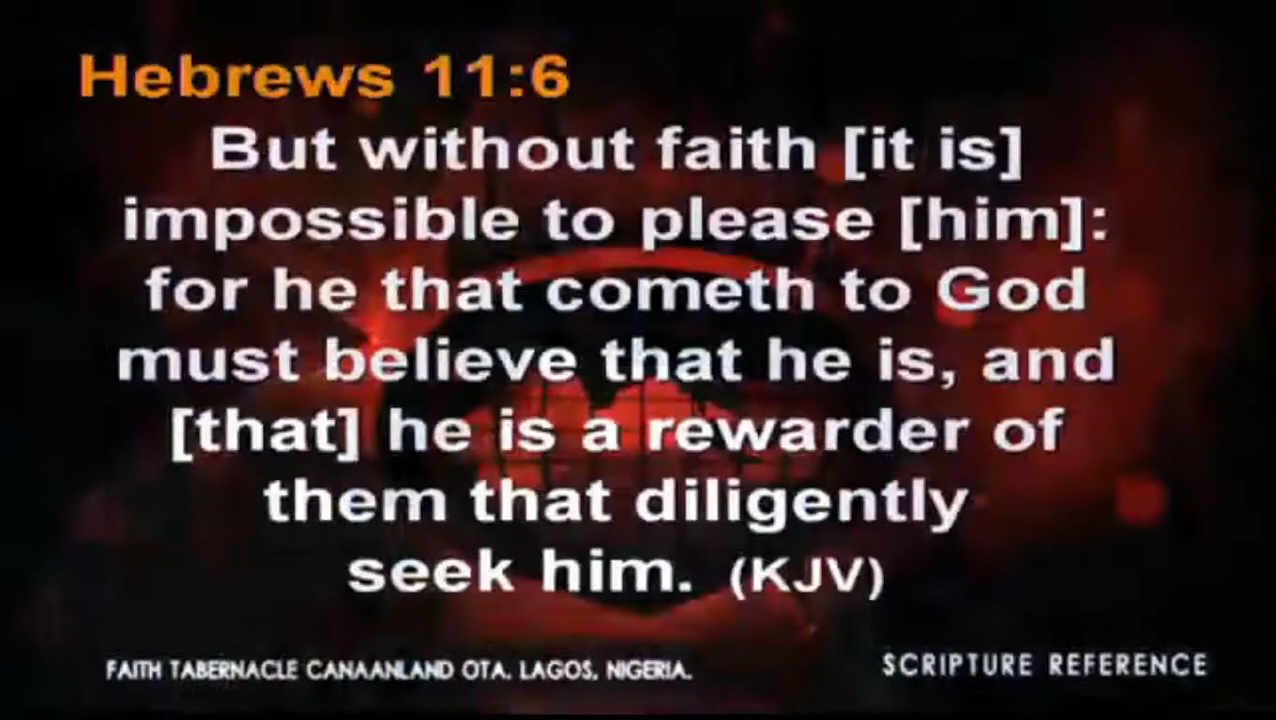 Hebrews 11:6
But without faith [it is]
impossible to please [him]:
for he that cometh to God
must believe that he is, and
[that] he is a rewarder of
them that diligently
seek him. (KJV)
FAITH TABERNACLE CANAANLAND OTA. LAGOS. NIGERIA.
SCRIPTURE REFERENCE